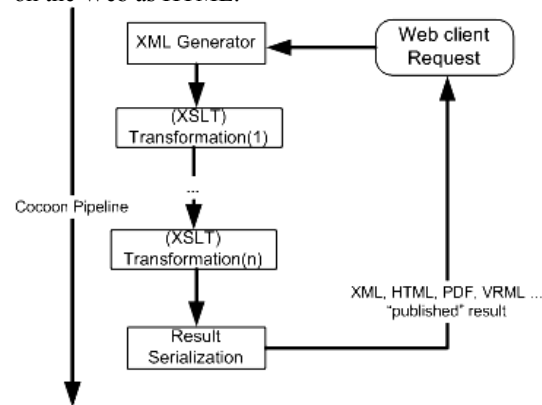 on the Web as HTML.
XML Generator
Web client
Request
(XSLT)
Transformation(1)
...
Cocoon Pipeline
(XSLT)
Transformation(n)
XML, HTML, PDF, VRML ...
“published” result
Result
Serialization